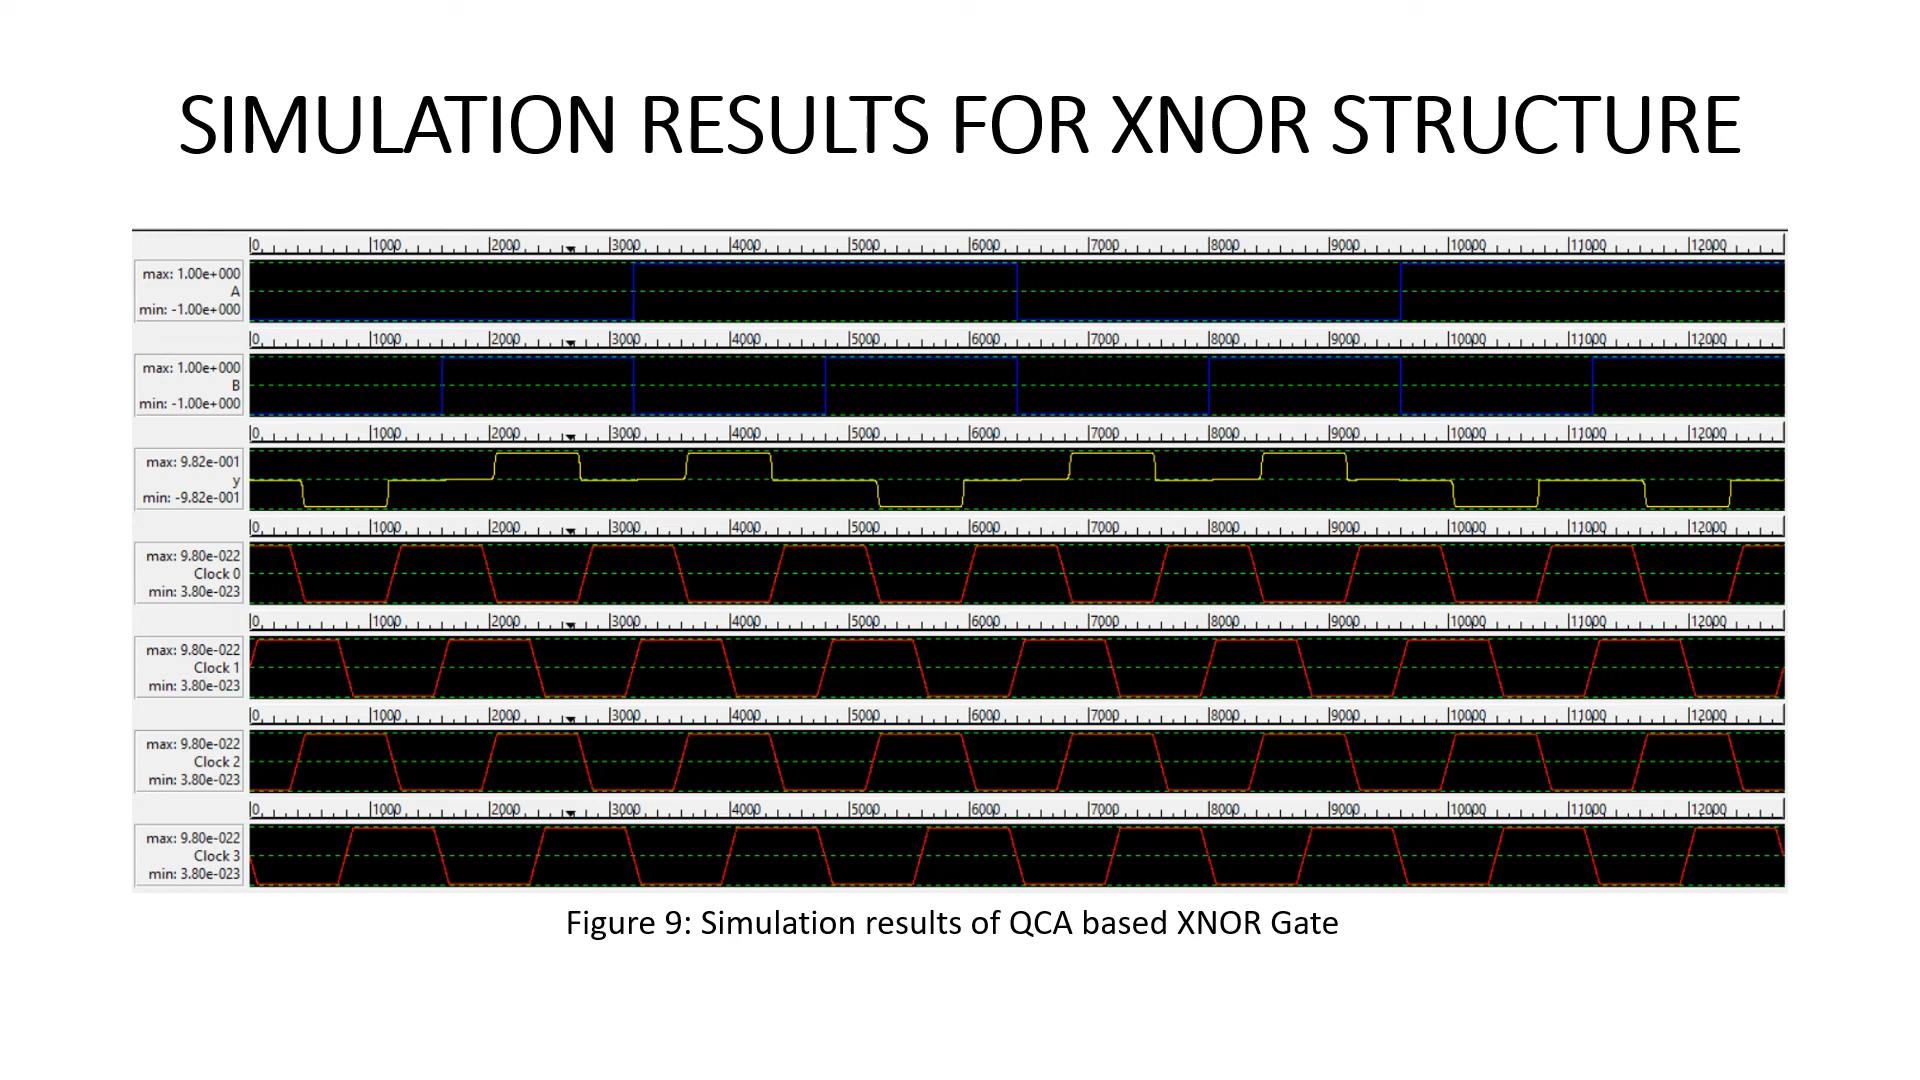 SIMULATION RESULTS FOR XNOR STRUCTURE
0 1000 2000 3000 4000 5000 6000 7000 8000 9000 10000 11000 12000
max: 1.00e+000
A
min: -1.00e+000
0 1000 2000 3000 4000 5000 6000 7000 8000 9000 10000 11000 12000
max: 1.00e+000
B
min: -1.00e+000
0 1000 2000 3000 4000 5000 6000 7000 8000 9000 10000 11000 12000
max: 9.82e-001
y
min: -9.82e-001
0 1000 2000 3000 4000 5000 6000 7000 8000 9000 10000 11000 12000
max: 9.80e-022
Clock 0
min: 3.80e-023
0 1000 2000 3000 4000 5000 6000 7000 8000 9000 10000 11000 12000
max: 9.80e-022
Clock 1
min: 3.80e-023
0 1000 2000 3000 4000 5000 6000 7000 8000 9000 10000 11000 12000
max: 9.80e-022
Clock 2
min: 3.80e-023
0 1000 2000 3000 4000 5000 6000 7000 8000 9000 10000 11000 12000
max: 9.80e-022
Clock 3
min: 3.80e-023
Figure 9: Simulation results of QCA based XNOR Gate